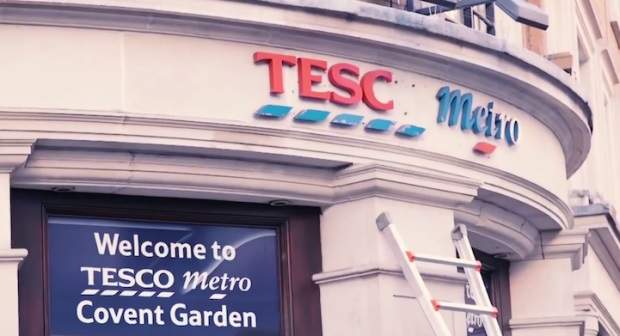 TESC Metro
Welcome to
TESCO Metro
Covent Garden